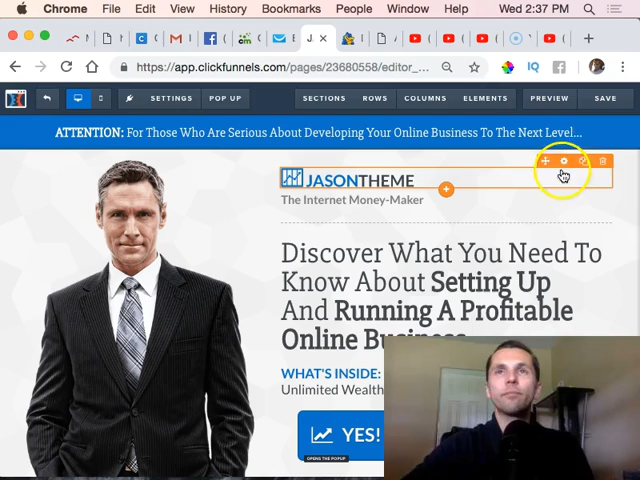 Chrome File Edit View History Bookmarks People Window Wed 2:37 PM
https://app.clickfunnels.com/pages/23680558/editor_...
SETTINGS POP UP SECTIONS ROWS COLUMNS ELEMENTS PREVIEW SAVE
ATTENTION: For Those Who Are Serious About Developing Your Online Business To The Next Level...
JASONTHEME
The Internet Money-Maker
Discover What You Need To
Know About Setting Up
And Running A Profitable
Online Business
WHAT'S INSIDE:
Unlimited Wealth
YES!
OPENS THE POPUP